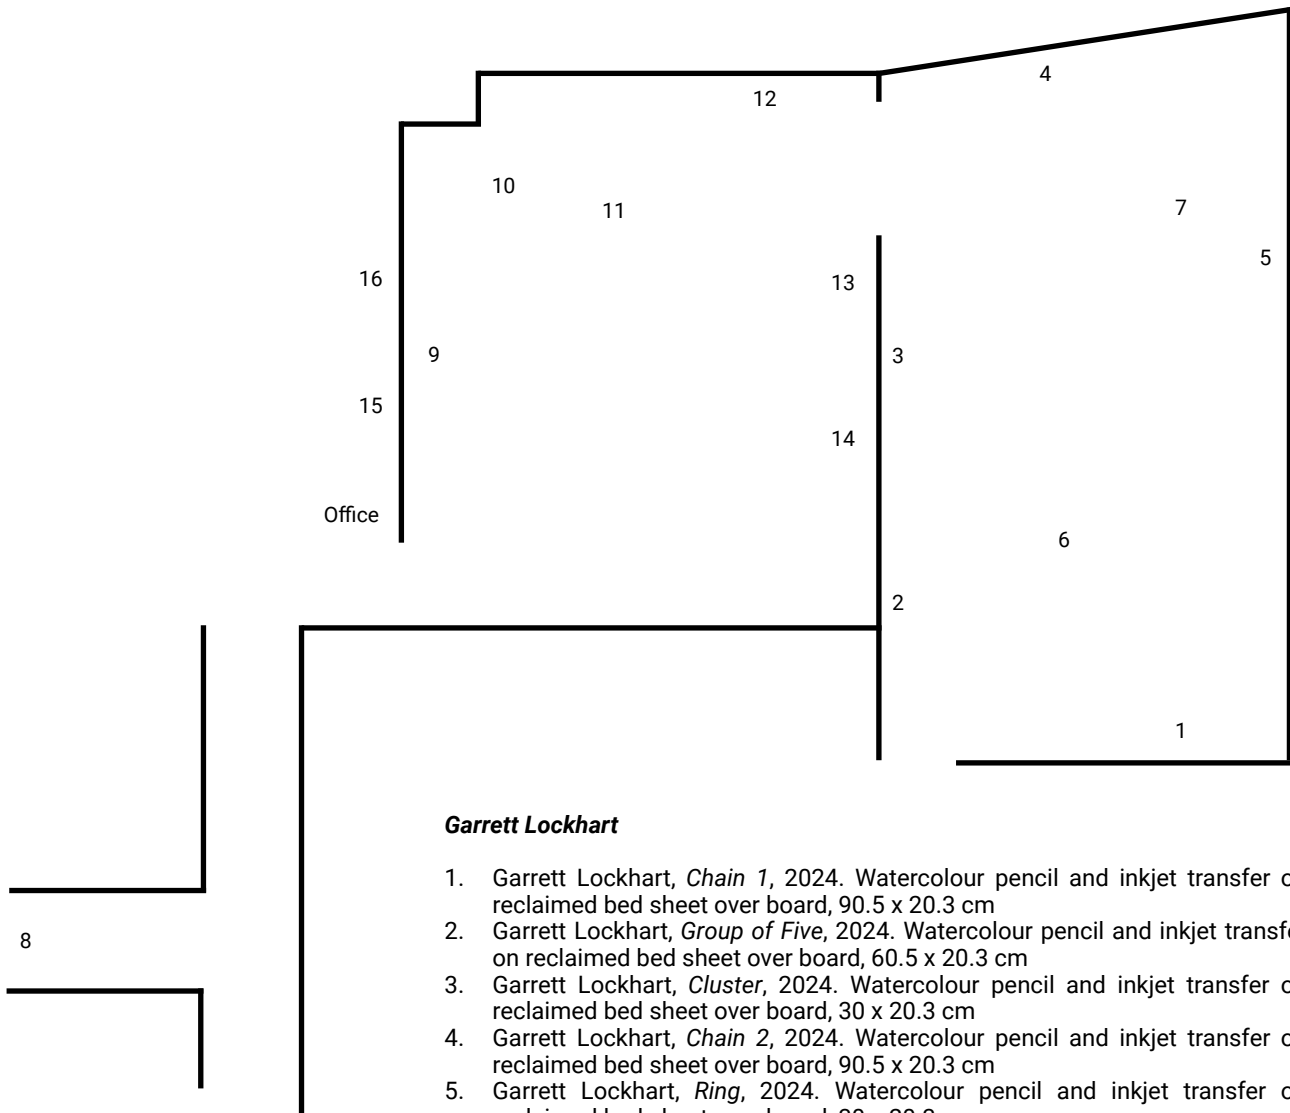 4
12
10
11
7
5
16
13
9
3
15
14
Office
6
2
1
8
Garrett Lockhart
1. Garrett Lockhart, Chain 1, 2024. Watercolour pencil and inkjet transfer
reclaimed bed sheet over board, 90.5 x 20.3 cm
2. Garrett Lockhart, Group of Five, 2024. Watercolour pencil and inkjet
on reclaimed bed sheet over board, 60.5 x 20.3 cm
3. Garrett Lockhart, Cluster, 2024. Watercolour pencil and inkjet transfer
reclaimed bed sheet over board, 30 x 20.3 cm
4. Garrett Lockhart, Chain 2, 2024. Watercolour pencil and inkjet transfer
reclaimed bed sheet over board, 90.5 x 20.3 cm
5. Garrett Lockhart, Ring, 2024. Watercolour pencil and inkjet transfer